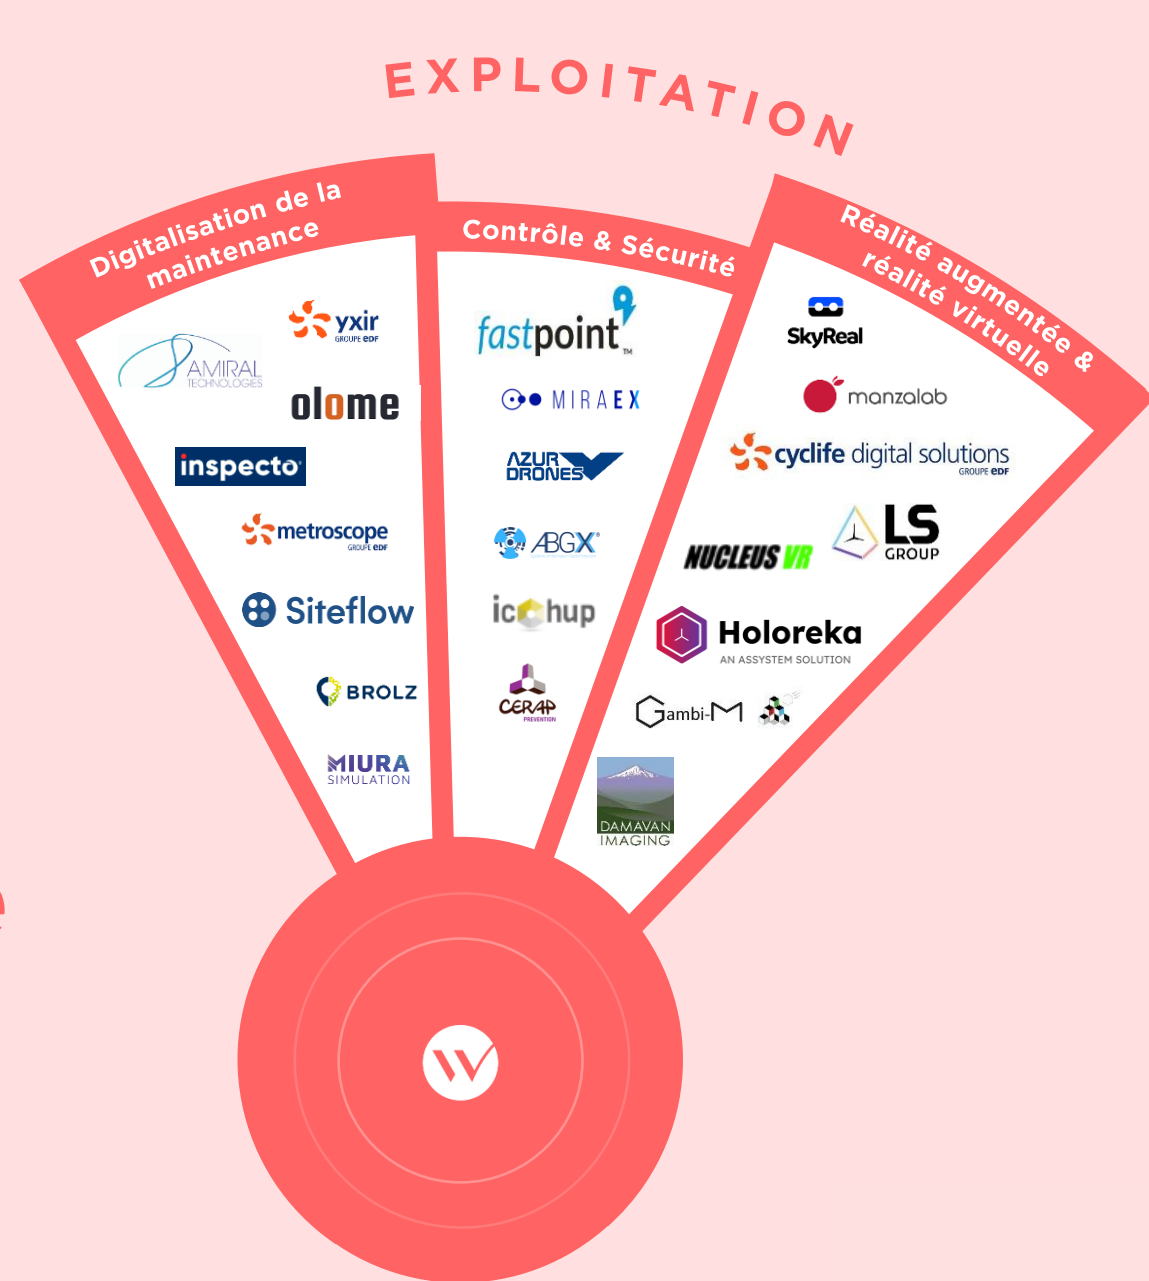 EXPLOITATION
Digitalisation de la
maintenance
yxir
GROUPE EDF
AMIRAL
TECHNOLOGIES
olome
inspecto
metroscope
GROUPE EDF
Siteflow
BROLZ
MIURA
SIMULATION
Contrôle & Sécurité
fastpoint
TM
MIRAEX
AZUR
DRONES
ABGX®
icohup
CERAP
PREVENTION
Réalité augmentée &
réalité virtuelle
SkyReal
manzalab
cyclife digital solutions
GROUPE EDF
LS
GROUP
NUCLEUS VR
Holoreka
AN ASSYSTEM SOLUTION
Gambi-M
DAMAVAN
IMAGING
W